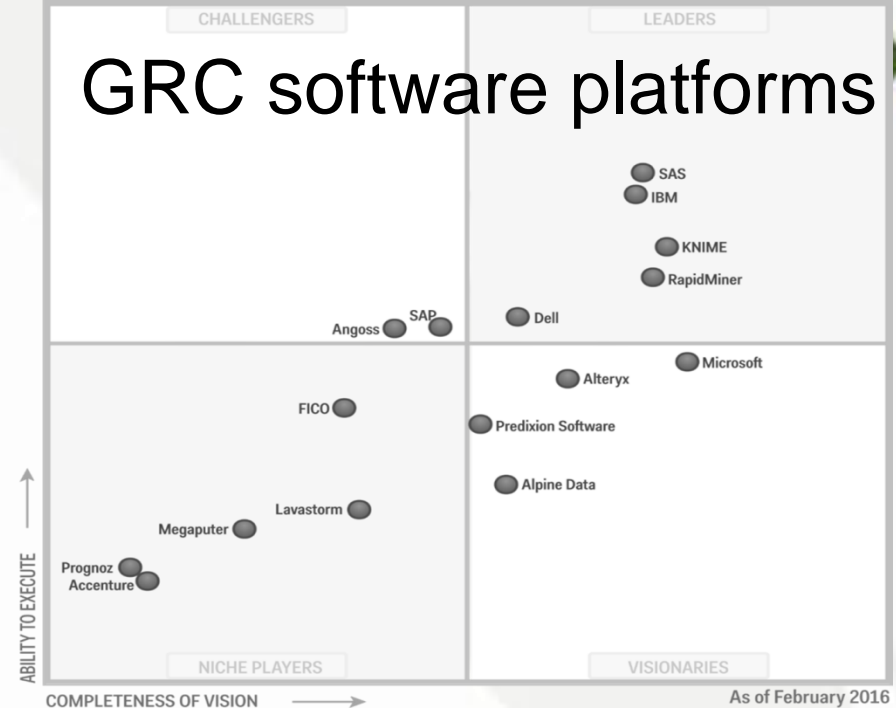 CHALLENGERS
LEADERS
GRC software platforms
SAS
IBM
KNIME
RapidMiner
Dell
SAP
Angoss
Microsoft
Alteryx
FICO
Predixion Software
Alpine Data
Lavastorm
Megaputer
Prognoz
Accenture
ABILITY TO EXECUTE
NICHE PLAYERS
VISIONARIES
COMPLETENESS OF VISION
As of February 2016